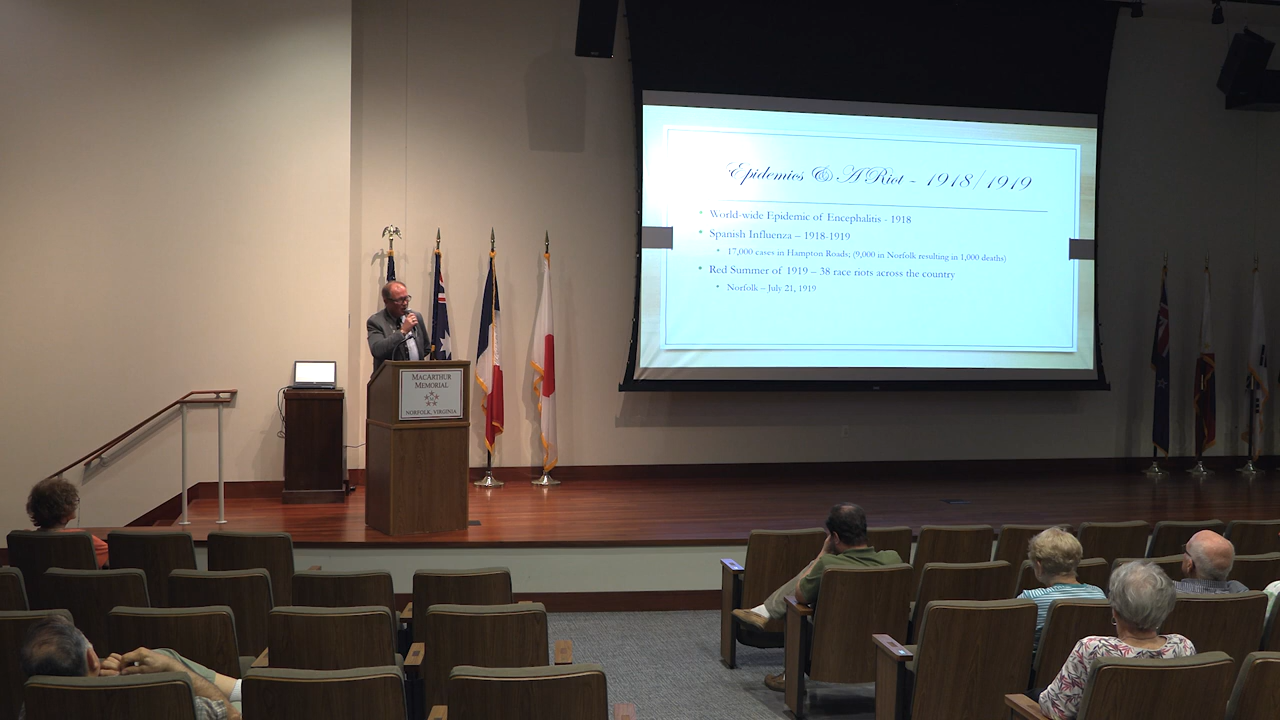 Epidemics & A Riot - 1918/1919
World-wide Epidemic of Encephalitis - 1918
Spanish Influenza – 1918-1919
17,000 cases in Hampton Roads; (9,000 in Norfolk resulting in 1,000 deaths)
Red Summer of 1919 – 38 race riots across the country
Norfolk – July 21, 1919
MACARTHUR
MEMORIAL
NORFOLK, VIRGINIA